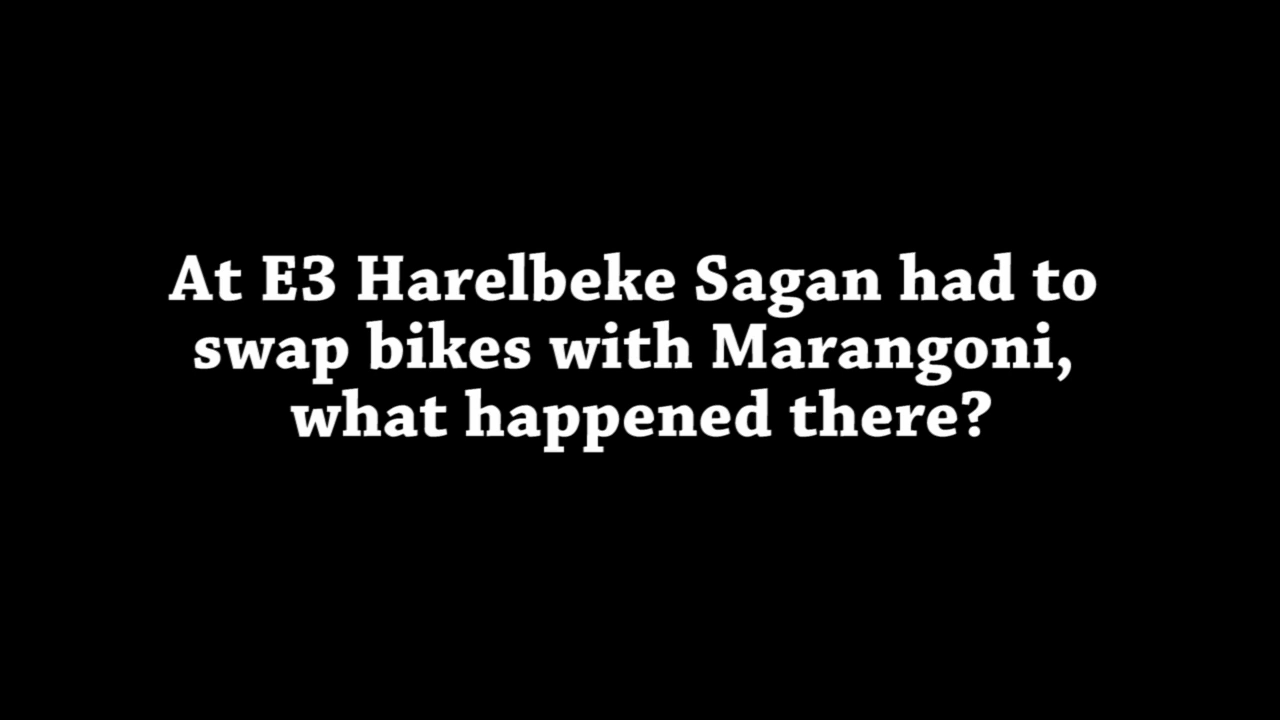 At E3 Harelbeke Sagan had to
swap bikes with Marangoni,
what happened there?